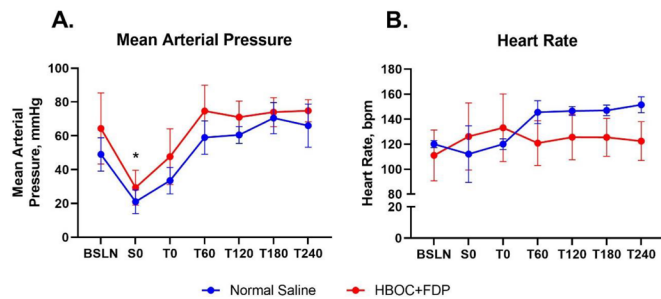 A.
Mean Arterial Pressure
Mean Arterial
Pressure, mmHg
100
80
60
40
20
0
*
BSLN S0 T0 T60 T120 T180 T240
B.
Heart Rate
Heart Rate, bpm
180
160
140
120
100
80
20
0
BSLN S0 T0 T60 T120 T180 T240
Normal Saline HBOC+FDP